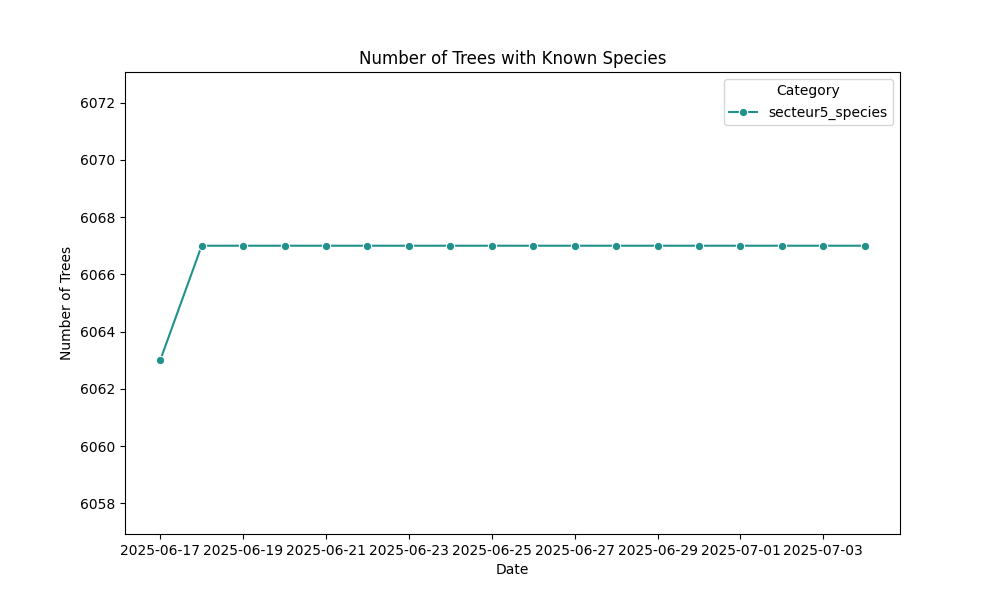 Number of Trees with Known Species
Category
secteur5_species
Number of Trees
6072
6070
6068
6066
6064
6062
6060
6058
2025-06-17 2025-06-19 2025-06-21 2025-06-23 2025-06-25 2025-06-27 2025-06-29 2025-07-01 2025-07-03
Date